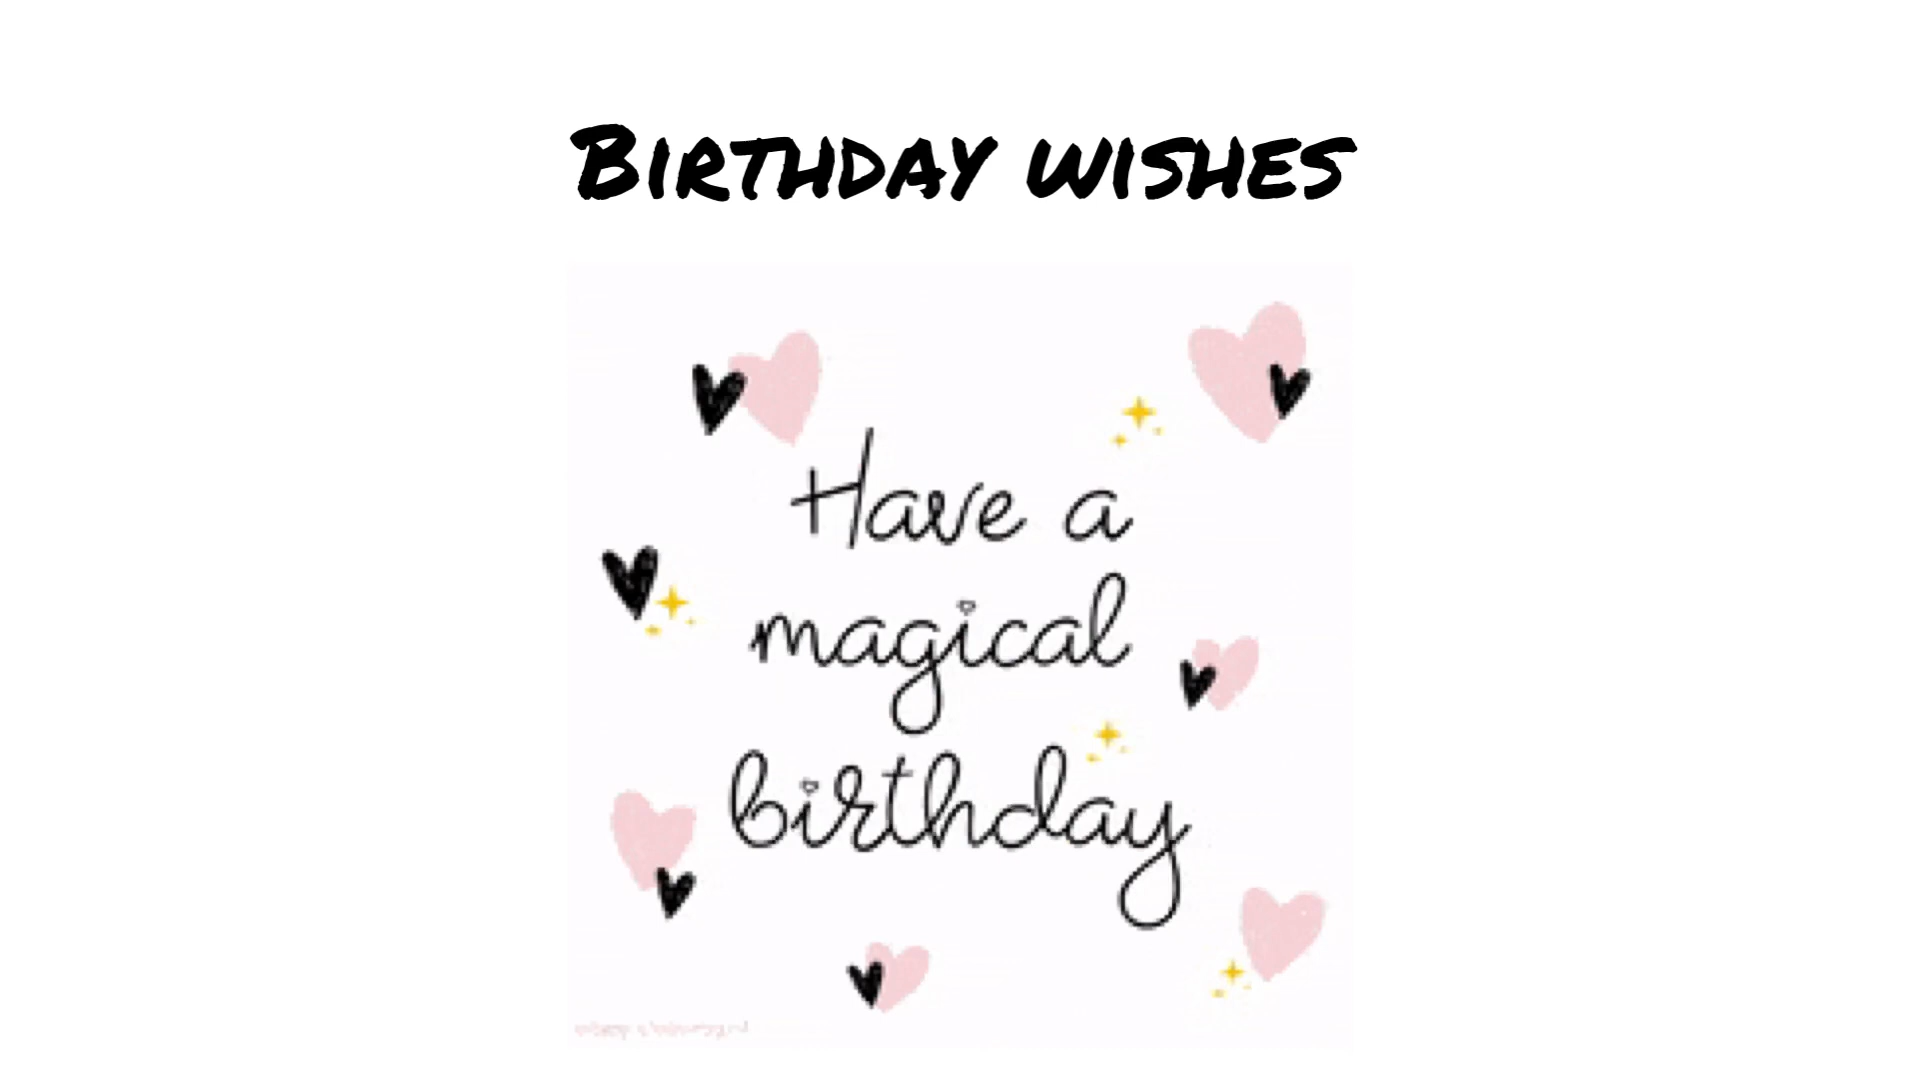 Birthday wishes
Have a
magical
birthday